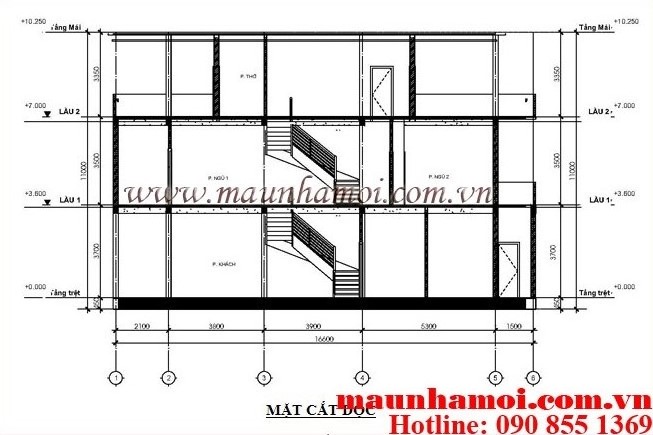 +10.250 Tầng Mái Tầng Mái +10.250
3350 P. THỜ 3350
+7.000 +7.000
LẦU 2 LẦU 2
11000 3500 P. NGỦ 1 P. NGỦ 2 3500 11000
www.maunhamoi.com.vn
+3.600 +3.600
LẦU 1 LẦU 1
3700 P. KHÁCH 3700
+0.000 Tầng trệt Tầng trệt +0.000
450
2100 3800 3900 5300 1500
16600
1 2 3 4 5 6
MẶT CẮT DỌC
maunhamoi.com.vn
Hotline: 090 855 1369